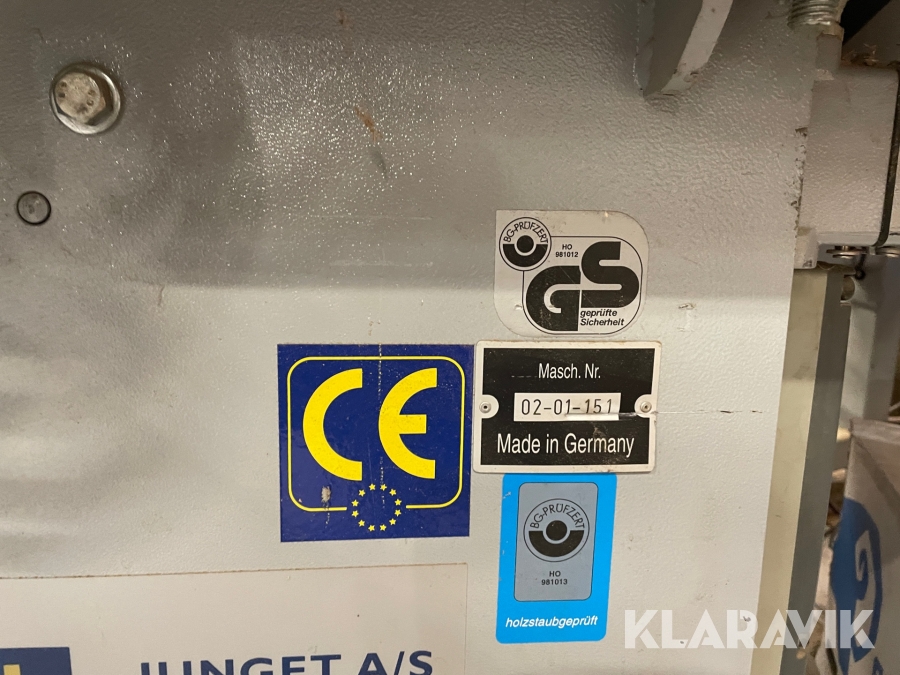 BG-PRÜFZERT
HO
981012
GS
geprüfte
Sicherheit
CE
Masch. Nr.
02-01-151
Made in Germany
BG-PRÜFZERT
HO
981013
holzstaubgeprüft
JUNGET A/S
KLARAVIK